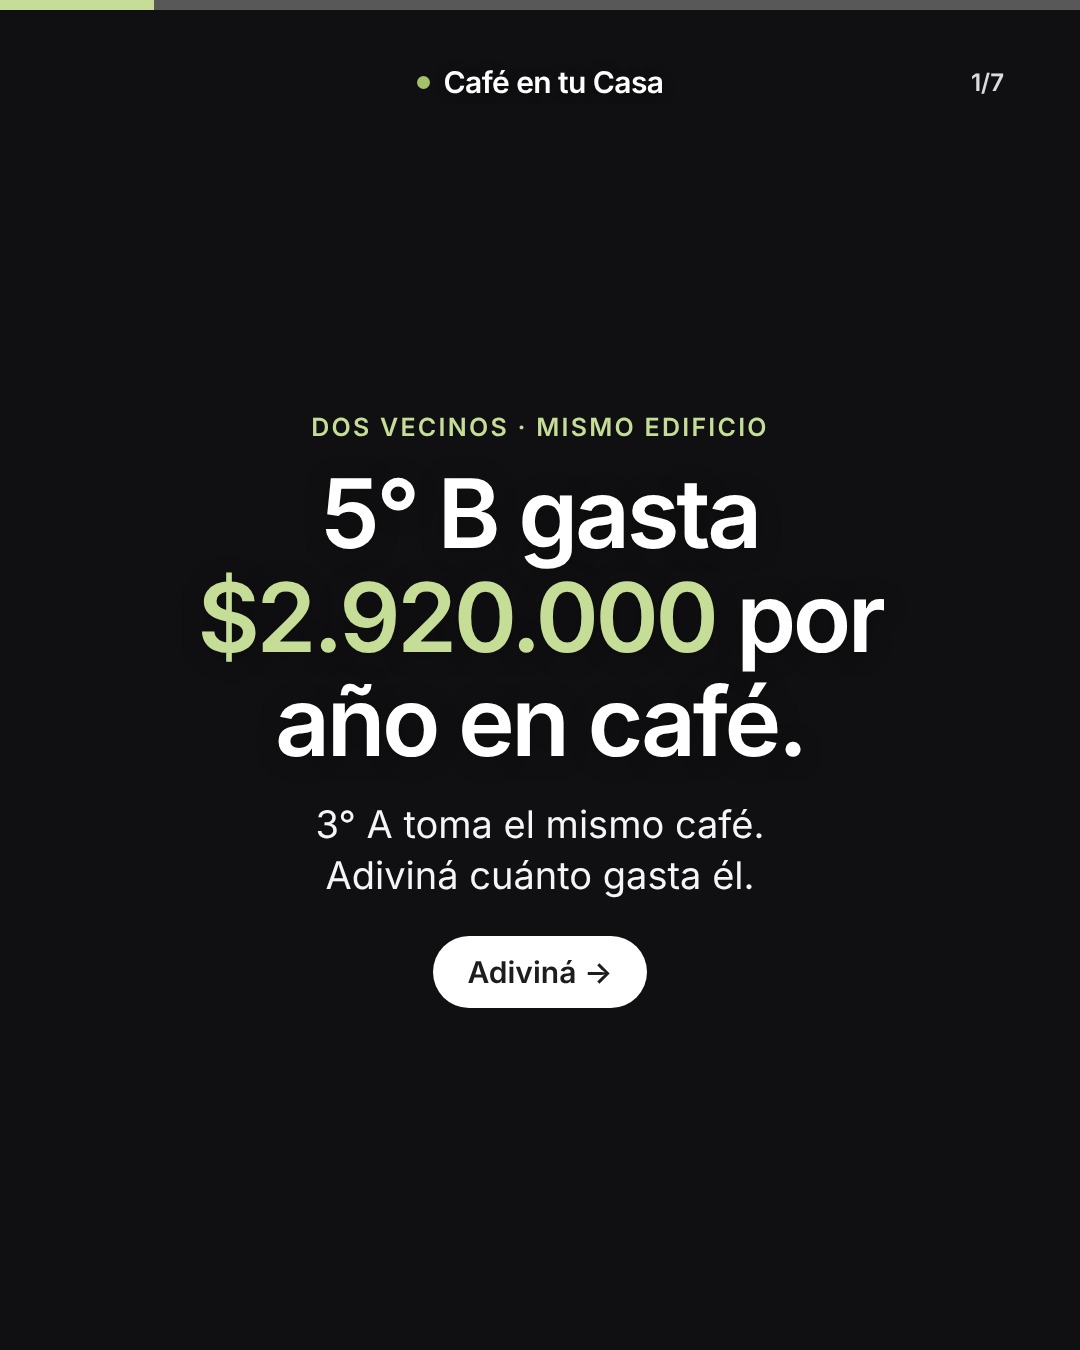 Café en tu Casa
1/7
DOS VECINOS · MISMO EDIFICIO
5° B gasta
$2.920.000 por
año en café.
3° A toma el mismo café.
Adiviná cuánto gasta él.
Adiviná →